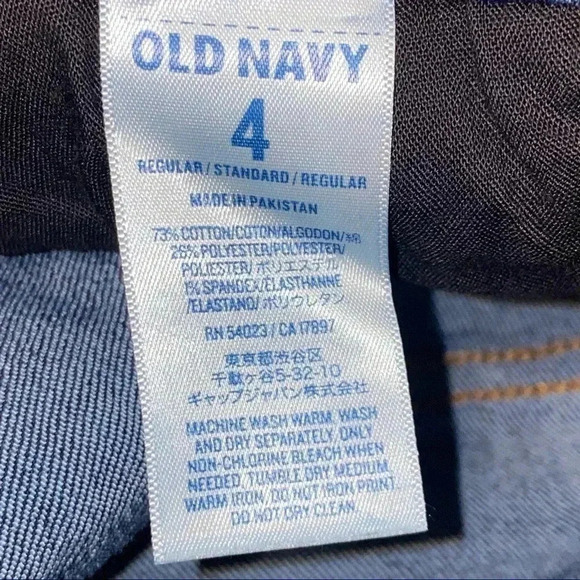 OLD NAVY
4
REGULAR/STANDARD/REGULAR
MADE IN PAKISTAN
73% COTTON/COTON/ALGODON/綿
26% POLYESTER/POLYESTER/
POLIESTER/ポリエステル
1% SPANDEX/ELASTHANNE
/ELASTANO/ポリウレタン
RN 54023 / CA 17897
東京都渋谷区
千駄ヶ谷5-32-10
ギャップジャパン株式会社
MACHINE WASH WARM, WASH
AND DRY SEPARATELY, ONLY
NON-CHLORINE BLEACH WHEN
NEEDED, TUMBLE DRY MEDIUM,
WARM IRON, DO NOT IRON PRINT
DO NOT DRY CLEAN